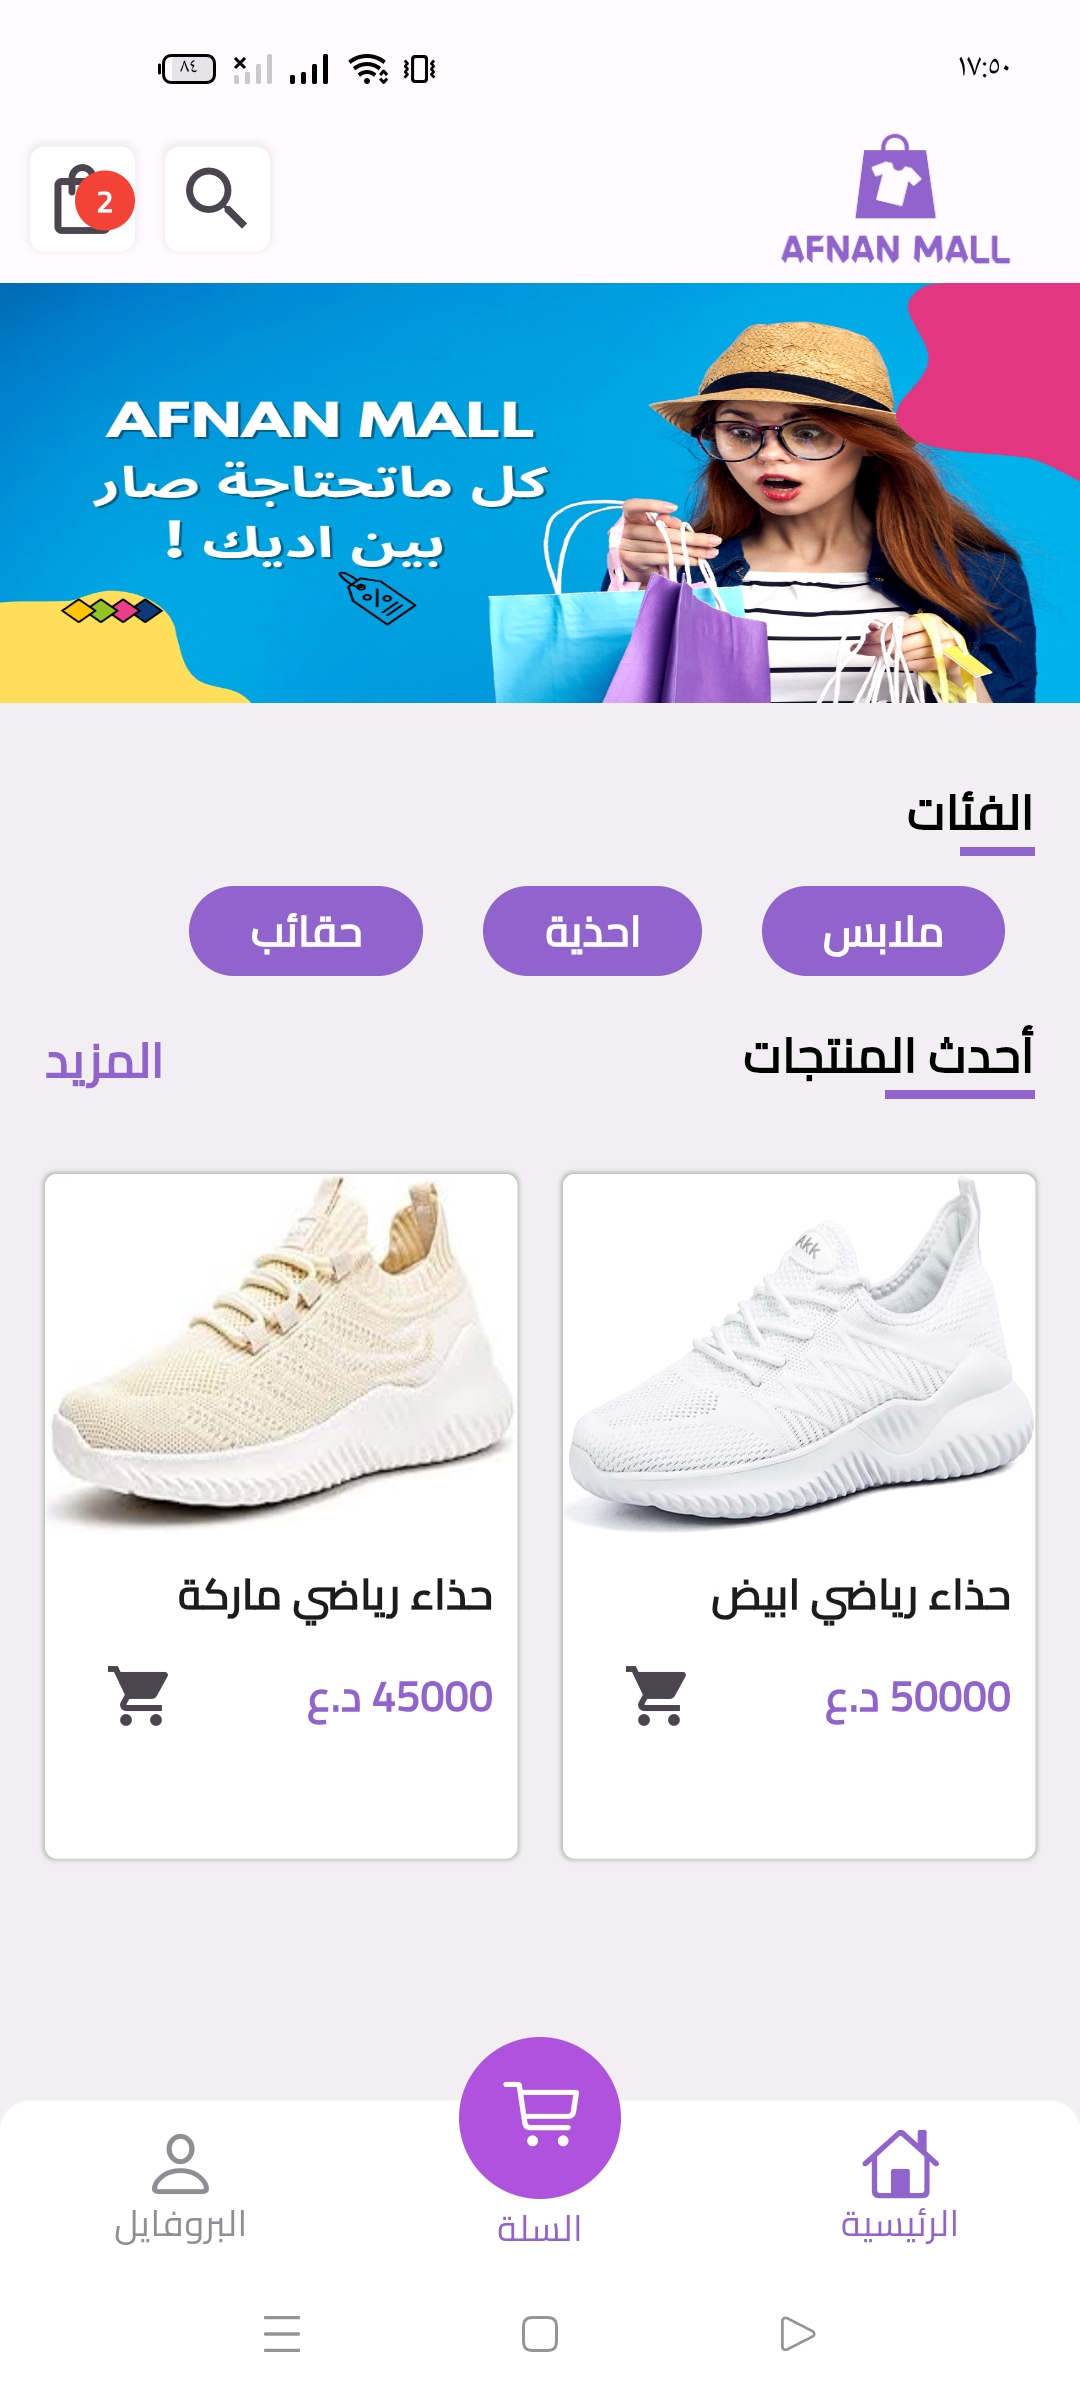 ١٧:٥٠
٨٤
AFNAN MALL
2
AFNAN MALL
كل ماتحتاجة صار
بين اديك !
الفئات
ملابس
احذية
حقائب
أحدث المنتجات
المزيد
AKK
حذاء رياضي ابيض
50000 د.ع
حذاء رياضي ماركة
45000 د.ع
الرئيسية
السلة
البروفايل